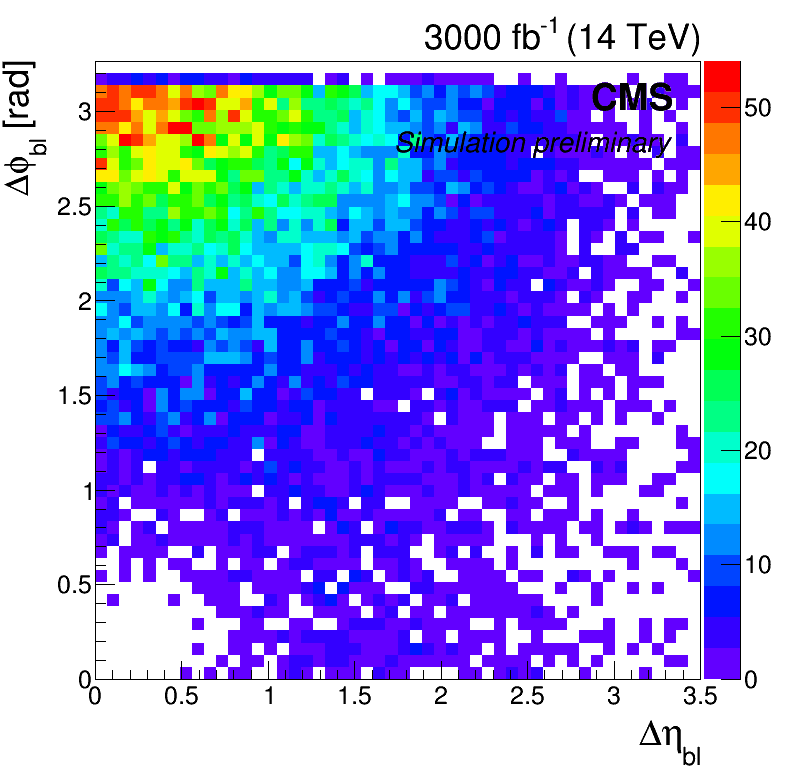 3000 fb⁻¹ (14 TeV)
CMS
Simulation preliminary
Δϕbl [rad]
3
2.5
2
1.5
1
0.5
0
0 0.5 1 1.5 2 2.5 3 3.5
Δηbl
50
40
30
20
10
0